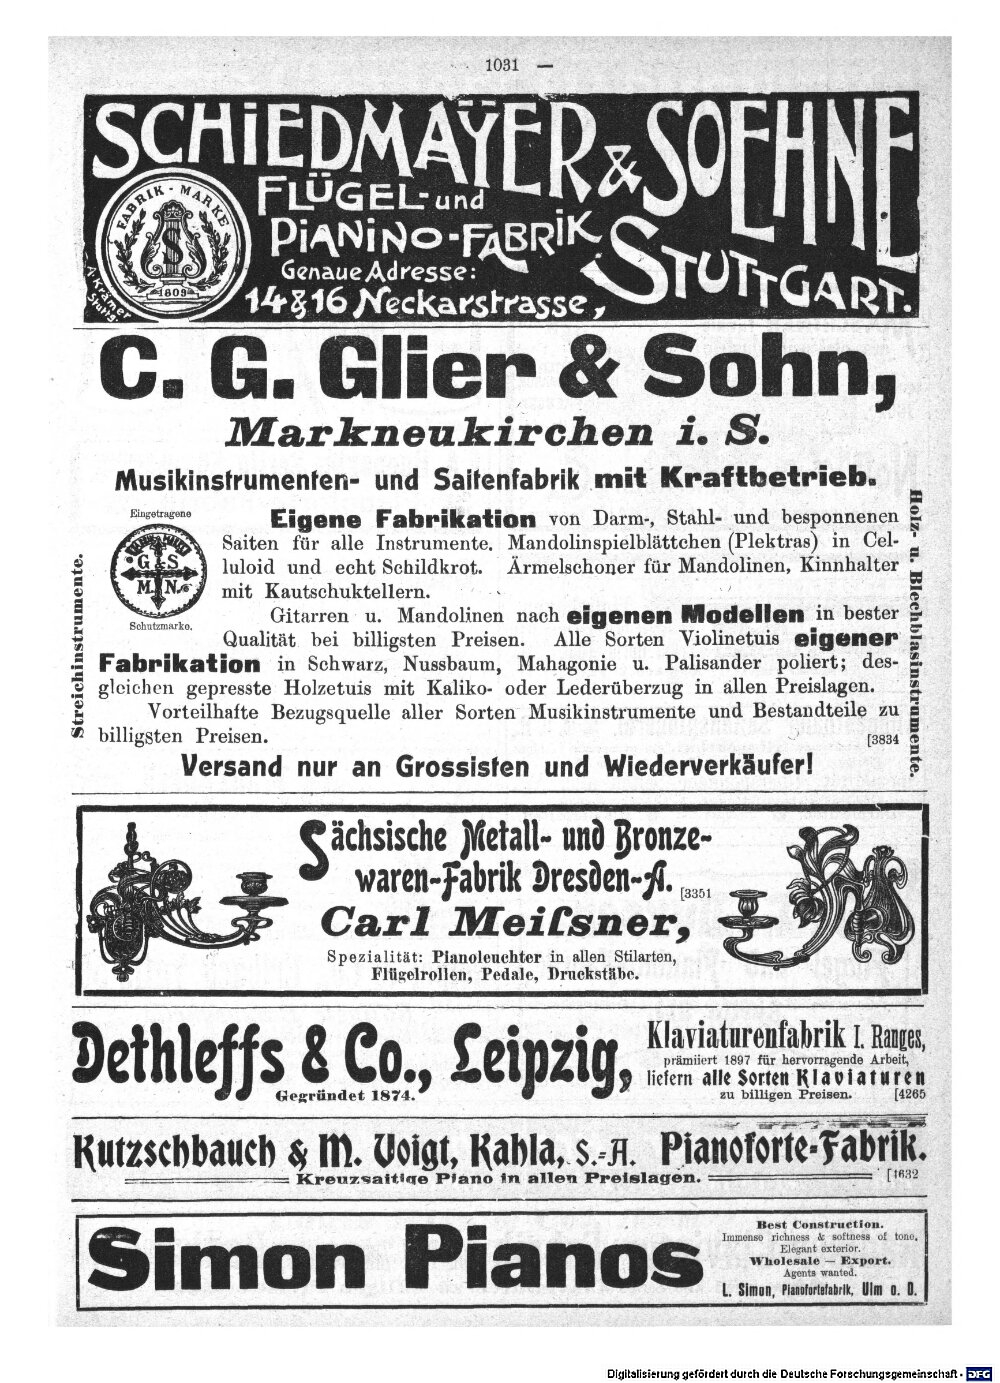 1031 —
SCHiEDMAŸER & SOEHNE
FLÜGEL- und
PiANiNO-FABRiK
STUTTGART.
Genaue Adresse:
14 & 16 Neckarstrasse,
FABRIK - MARKE
S
1809
A. Krämer
Stuttg.
C. G. Glier & Sohn,
Markneukirchen i. S.
Musikinstrumenten- und Saitenfabrik mit Kraftbetrieb.
Streichinstrumente.
Holz- u. Blechblasinstrumente.
Eingetragene
G & S
M. N.
Schutzmarke.
Eigene Fabrikation von Darm-, Stahl- und besponnenen
Saiten für alle Instrumente. Mandolinspielblättchen (Plektras) in Cel-
luloid und echt Schildkrot. Ärmelschoner für Mandolinen, Kinnhalter
mit Kautschuktellern.
Gitarren u. Mandolinen nach eigenen Modellen in bester
Qualität bei billigsten Preisen. Alle Sorten Violinetuis eigener
Fabrikation in Schwarz, Nussbaum, Mahagonie u. Palisander poliert; des-
gleichen gepresste Holzetuis mit Kaliko- oder Lederüberzug in allen Preislagen.
Vorteilhafte Bezugsquelle aller Sorten Musikinstrumente und Bestandteile zu
billigsten Preisen. [3834
Versand nur an Grossisten und Wiederverkäufer!
Sächsische Metall- und Bronze-
waren-Fabrik Dresden-A. [3351
Carl Meiſsner,
Spezialität: Pianoleuchter in allen Stilarten,
Flügelrollen, Pedale, Druckstäbe.
Dethleffs & Co., Leipzig,
Gegründet 1874.
Klaviaturenfabrik I. Ranges,
prämiiert 1897 für hervorragende Arbeit,
liefern alle Sorten Klaviaturen
zu billigen Preisen. [4265
Kutzschbauch & M. Voigt, Kahla, S.-A. Pianoforte-Fabrik.
Kreuzsaitige Piano in allen Preislagen. [1632
Simon Pianos
Best Construction.
Immense richness & softness of tone.
Elegant exterior.
Wholesale — Export.
Agents wanted.
L. Simon, Pianofortefabrik, Ulm o. D.
Digitalisierung gefördert durch die Deutsche Forschungsgemeinschaft - DFG